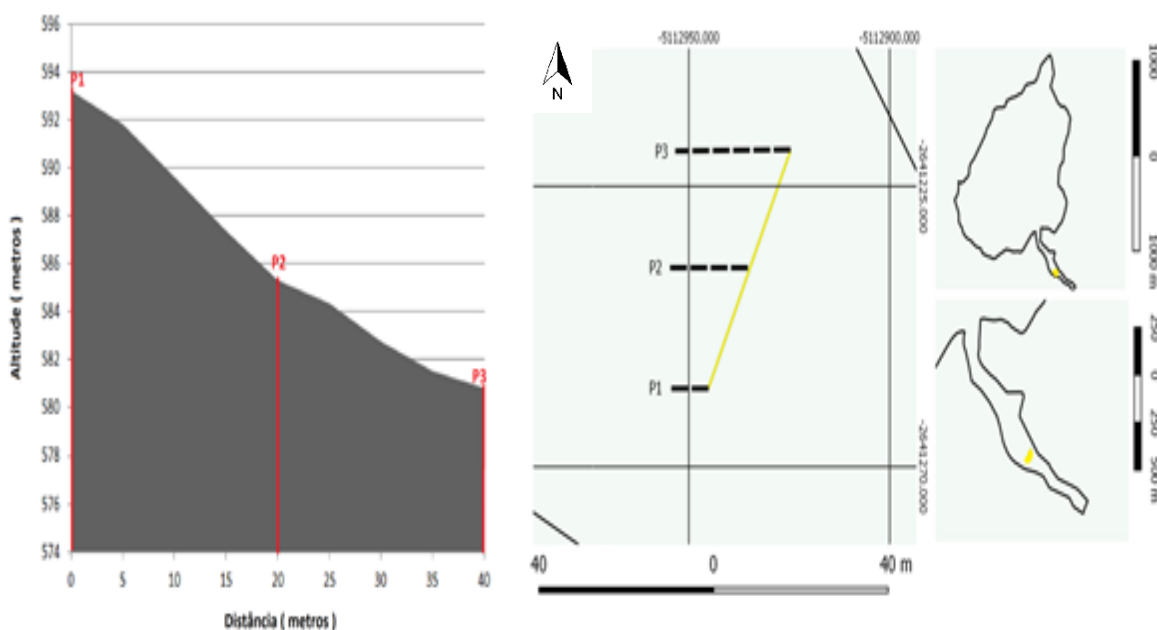 Altitude ( metros )
596
594
592
590
588
586
584
582
580
578
576
574
P1
P2
P3
0 5 10 15 20 25 30 35 40
Distância ( metros )
N
-5112950.000 -5112900.000
P3
P2
P1
-2641225.000
-2641270.000
40 0 40 m
1000 0 1000 m
250 0 250 500 m